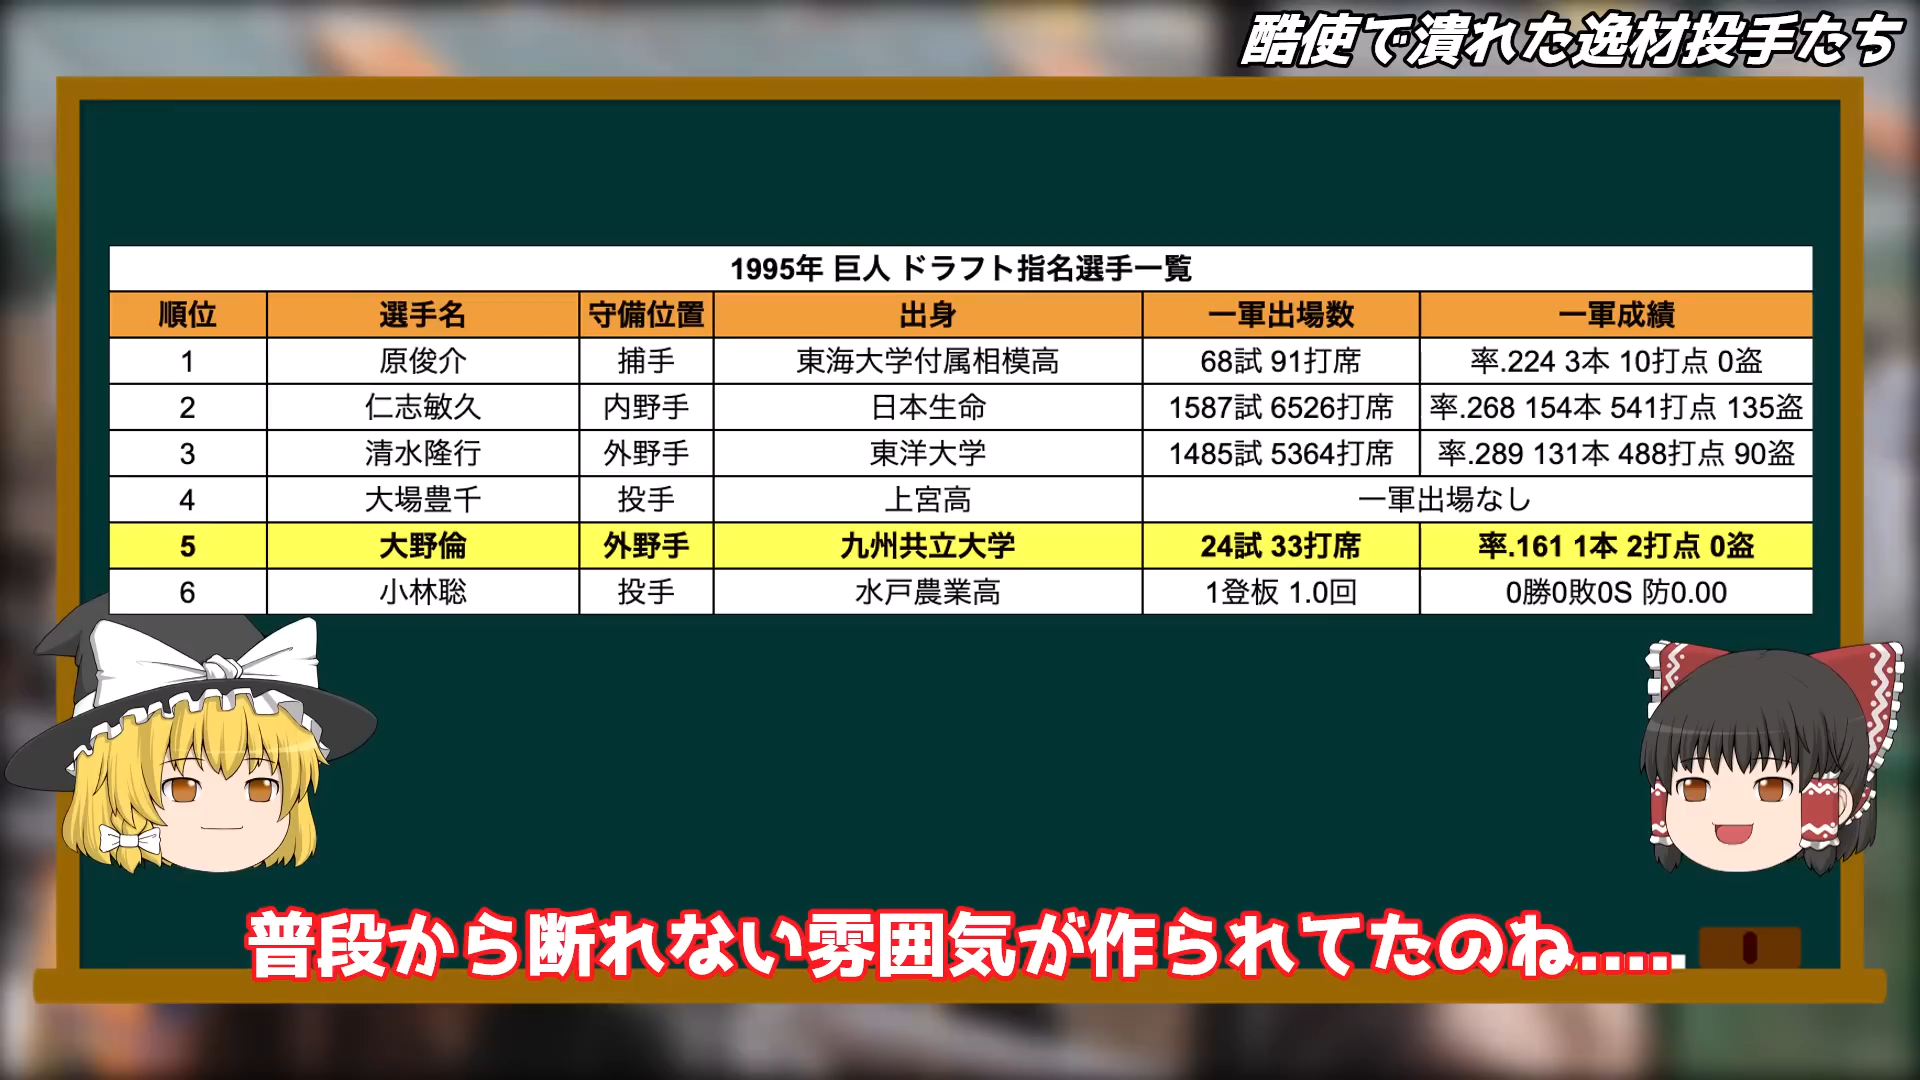 酷使で潰れた逸材投手たち
1995年 巨人 ドラフト指名選手一覧
順位 選手名 守備位置 出身 一軍出場数 一軍成績
1 原俊介 捕手 東海大学付属相模高 68試 91打席 率.224 3本 10打点 0盗
2 仁志敏久 内野手 日本生命 1587試 6526打席 率.268 154本 541打点 135盗
3 清水隆行 外野手 東洋大学 1485試 5364打席 率.289 131本 488打点 90盗
4 大場豊千 投手 上宮高 一軍出場なし
5 大野倫 外野手 九州共立大学 24試 33打席 率.161 1本 2打点 0盗
6 小林聡 投手 水戸農業高 1登板 1.0回 0勝0敗0S 防0.00
普段から断れない雰囲気が作られてたのね....